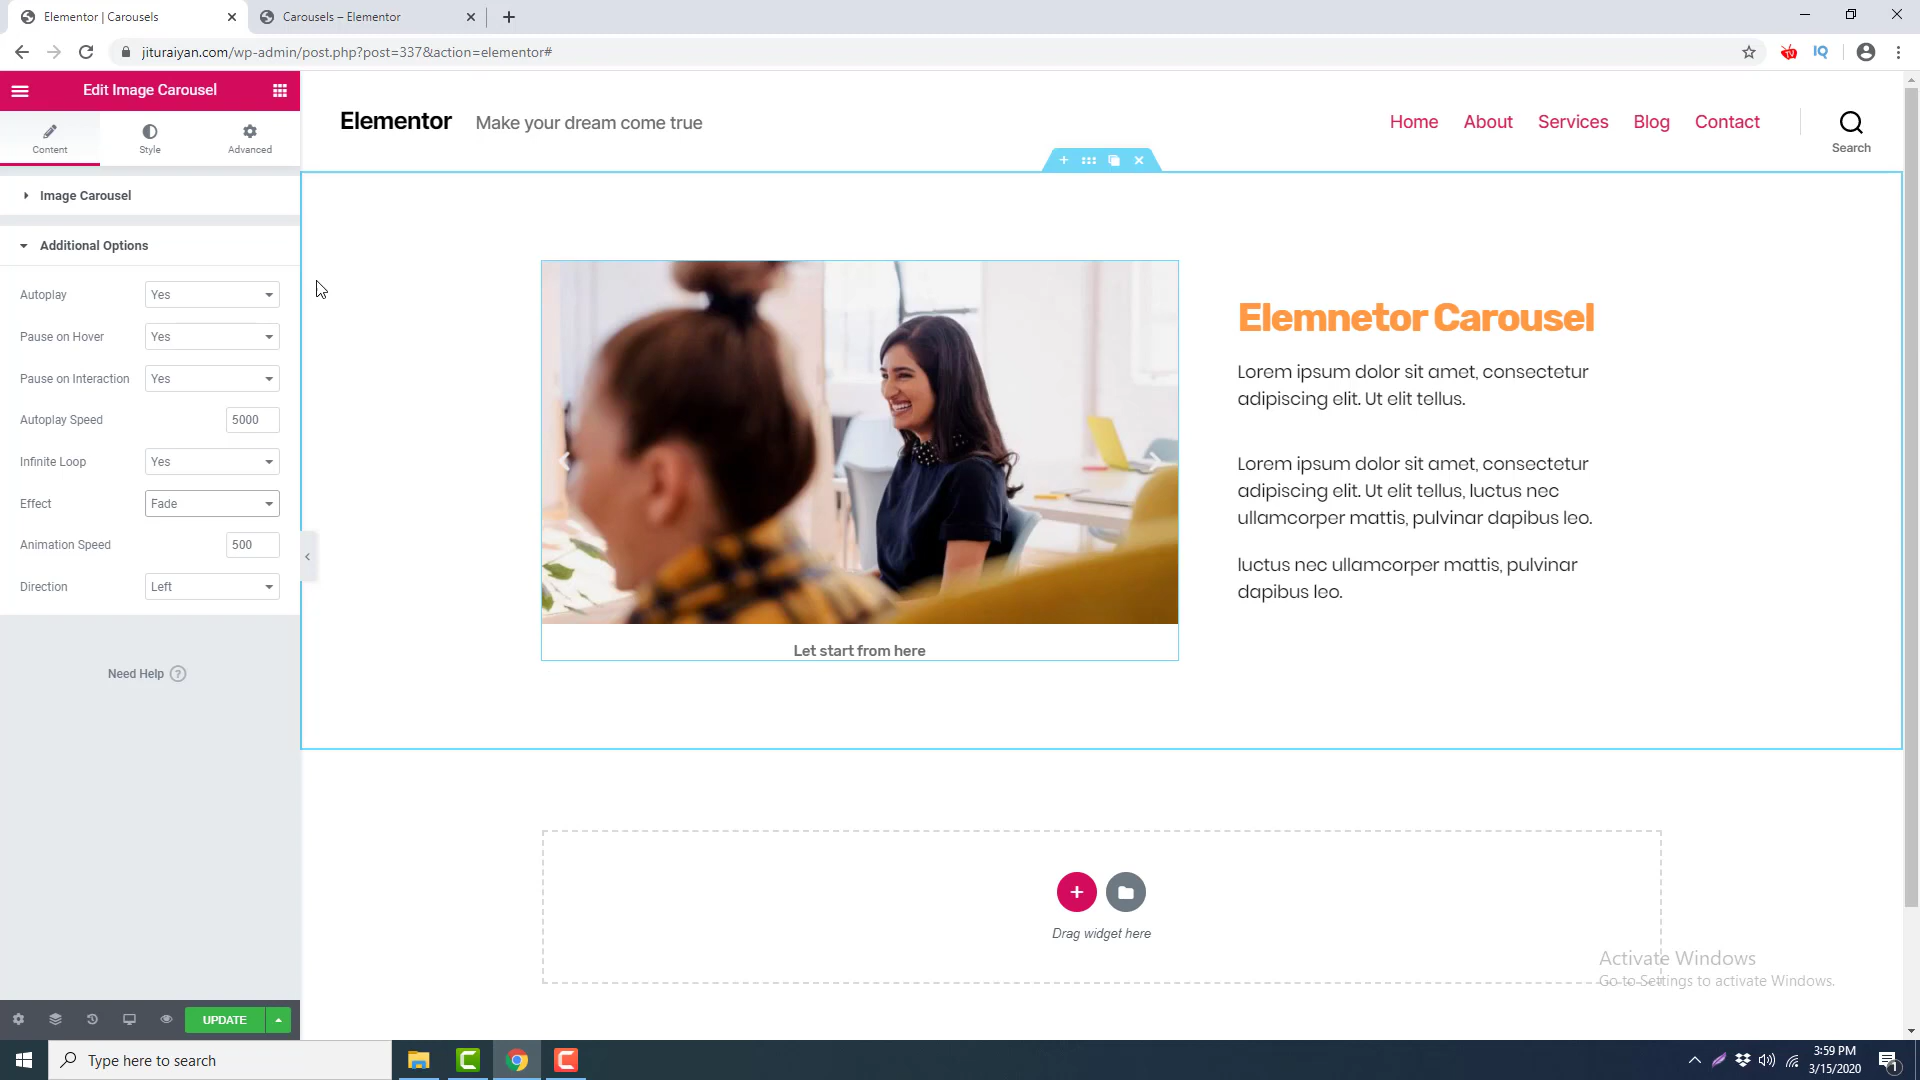 Elementor | Carousels
Carousels – Elementor
jituraiyan.com/wp-admin/post.php?post=337&action=elementor#
IQ
Edit Image Carousel
Content
Style
Advanced
Image Carousel
Additional Options
Autoplay
Yes
Pause on Hover
Yes
Pause on Interaction
Yes
Autoplay Speed
5000
Infinite Loop
Yes
Effect
Fade
Animation Speed
500
Direction
Left
Need Help ?
UPDATE
Elementor
Make your dream come true
Home
About
Services
Blog
Contact
Search
Let start from here
Elemnetor Carousel
Lorem ipsum dolor sit amet, consectetur
adipiscing elit. Ut elit tellus.
Lorem ipsum dolor sit amet, consectetur
adipiscing elit. Ut elit tellus, luctus nec
ullamcorper mattis, pulvinar dapibus leo.
luctus nec ullamcorper mattis, pulvinar
dapibus leo.
Drag widget here
Activate Windows
Go to Settings to activate Windows.
Type here to search
3:59 PM
3/15/2020
1